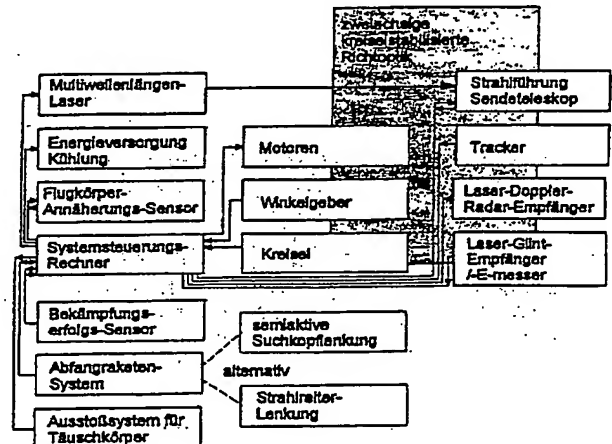 zweiachsige
kreiselstabilisierte
Richtoptik
Multiwellenlängen-
Laser
Strahlführung
Sendeteleskop
Energieversorgung
Kühlung
Motoren
Tracker
Flugkörper-
Annäherungs-Sensor
Winkelgeber
Laser-Doppler-
Radar-Empfänger
Systemsteuerungs-
Rechner
Kreisel
Laser-Glint-
Empfänger
/-E-messer
Bekämpfungs-
erfolgs-Sensor
semiaktive
Suchkopflenkung
Abfangraketen-
System
alternativ
Strahlreiter-
Lenkung
Ausstoßsystem für
Täuschkörper